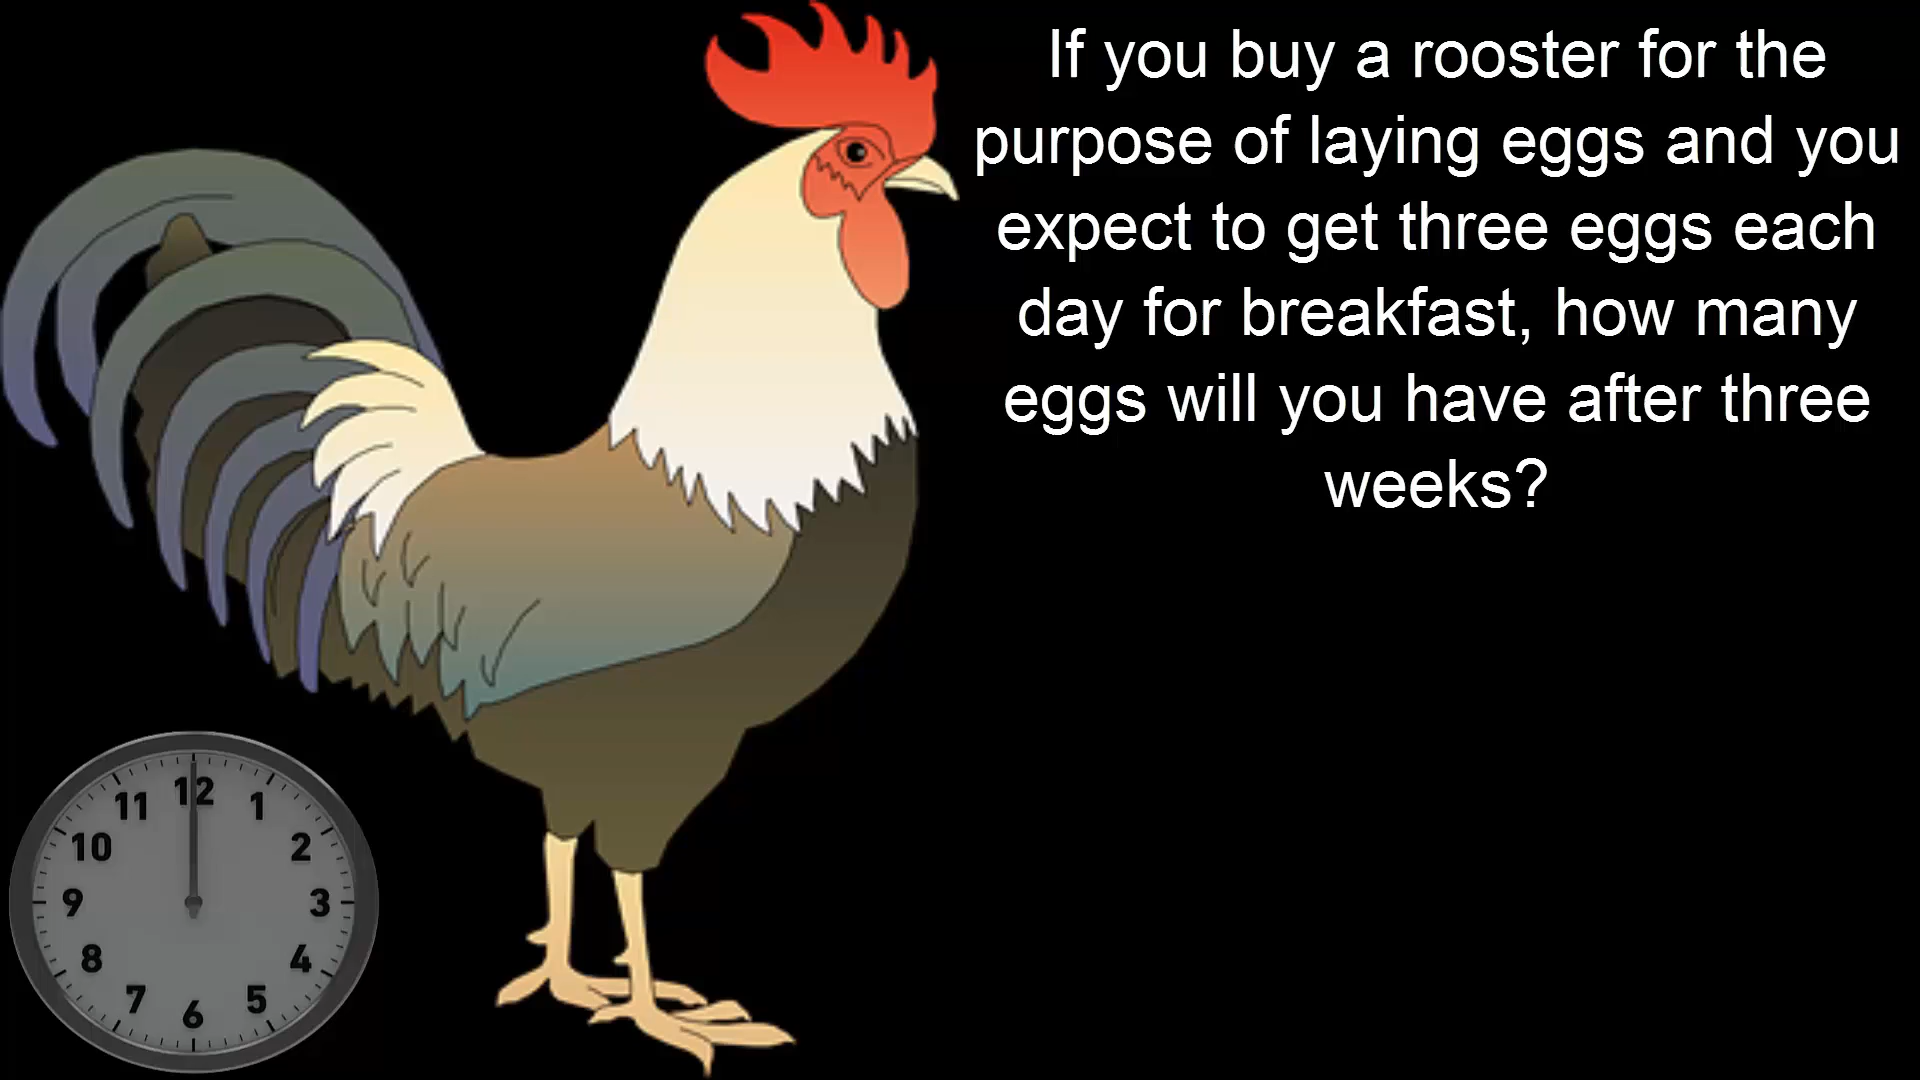 If you buy a rooster for the
purpose of laying eggs and you
expect to get three eggs each
day for breakfast, how many
eggs will you have after three
weeks?
12
11
1
10
2
9
3
8
4
7
5
6